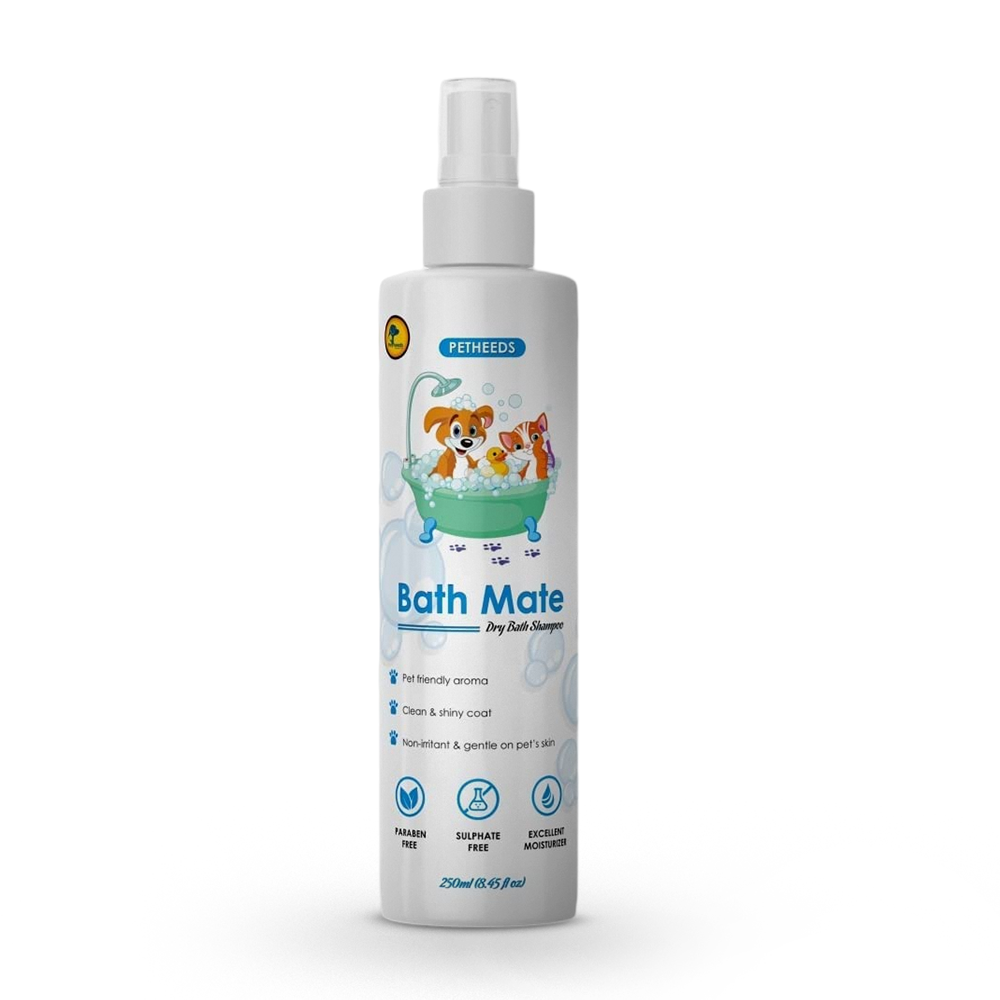 PETHEEDS
Bath Mate
Dry Bath Shampoo
Pet friendly aroma
Clean & shiny coat
Non-irritant & gentle on pet's skin
PARABEN
FREE
SULPHATE
FREE
EXCELLENT
MOISTURIZER
250ml (8.45 fl oz)